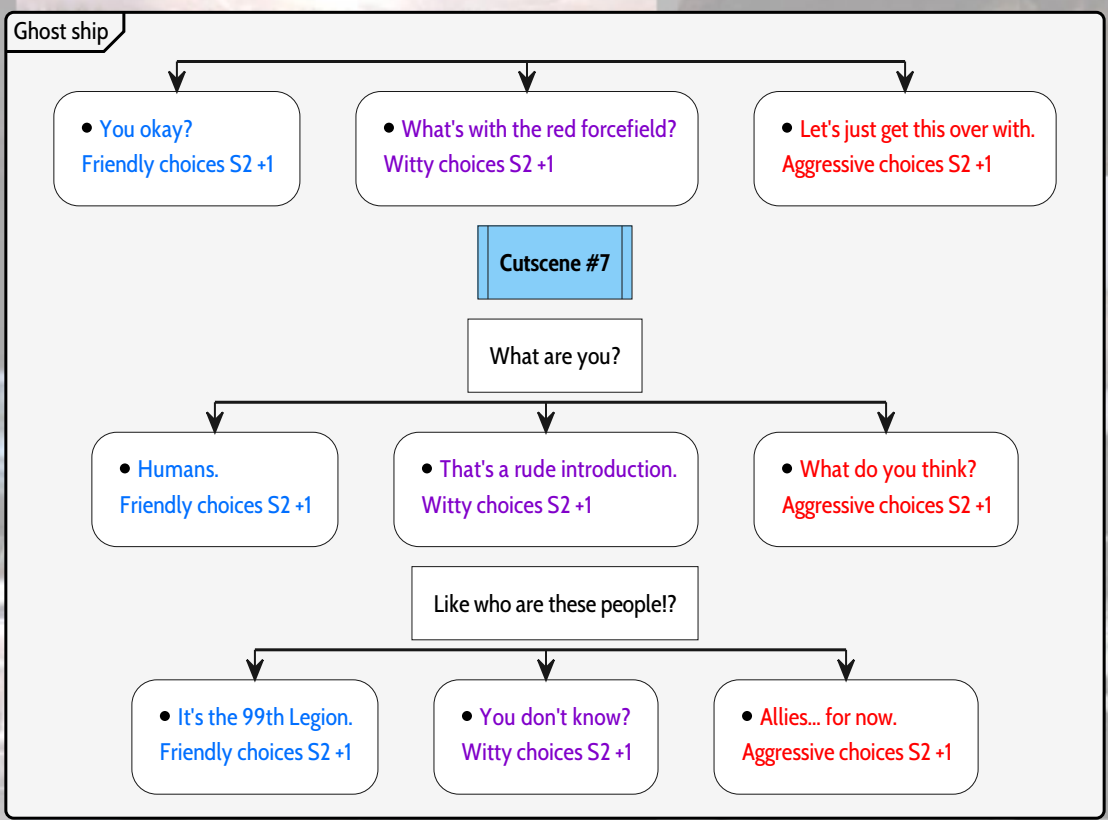 Ghost ship
• You okay?
Friendly choices S2 +1
• What's with the red forcefield?
Witty choices S2 +1
• Let's just get this over with.
Aggressive choices S2 +1
Cutscene #7
What are you?
• Humans.
Friendly choices S2 +1
• That's a rude introduction.
Witty choices S2 +1
• What do you think?
Aggressive choices S2 +1
Like who are these people!?
• It's the 99th Legion.
Friendly choices S2 +1
• You don't know?
Witty choices S2 +1
• Allies... for now.
Aggressive choices S2 +1